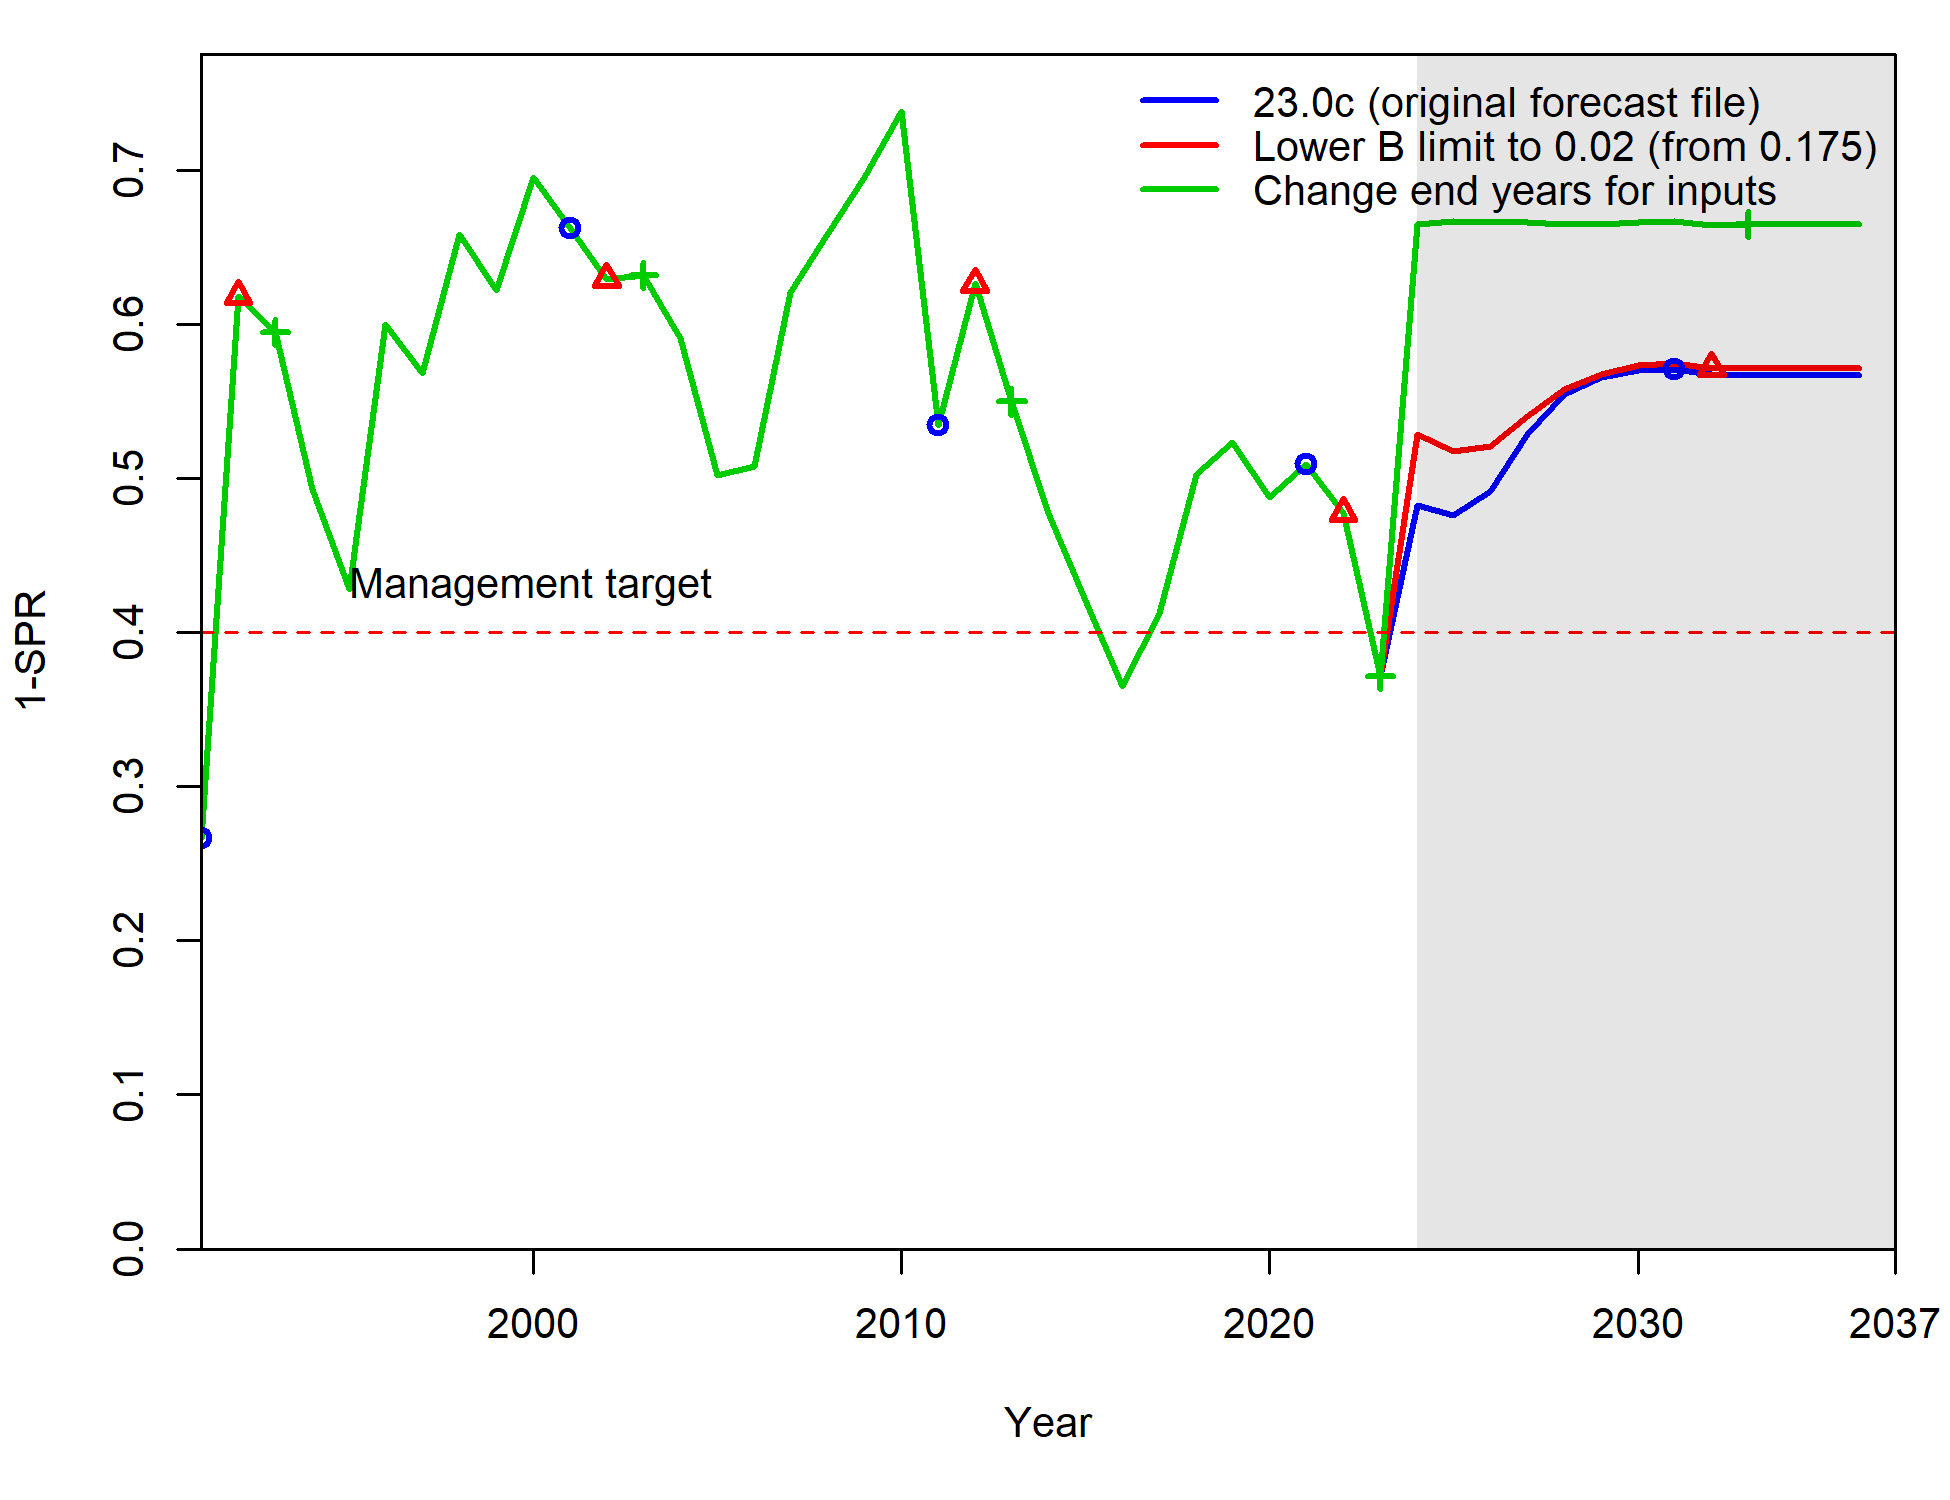 23.0c (original forecast file)
Lower B limit to 0.02 (from 0.175)
Change end years for inputs
0.7
0.6
0.5
Management target
0.4
1-SPR
0.3
0.2
0.1
0.0
2000 2010 2020 2030 2037
Year